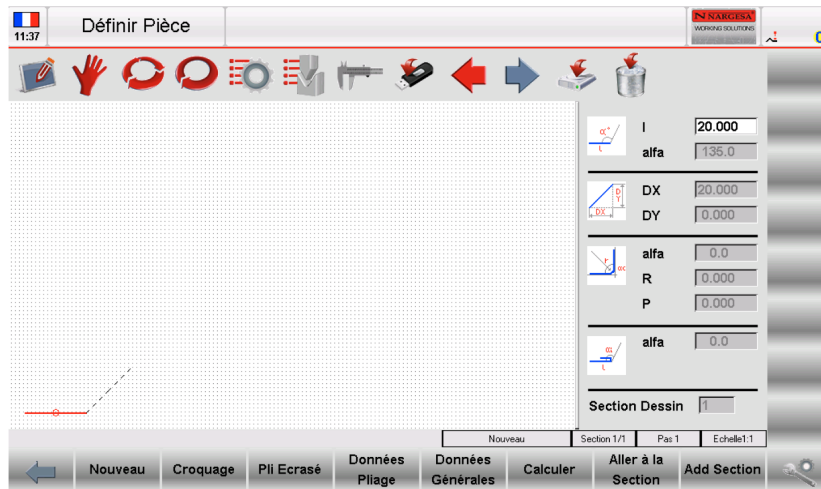 11:37
Définir Pièce
NARGESA
WORKING SOLUTIONS
l 20.000
alfa 135.0
DX 20.000
DY 0.000
alfa 0.0
R 0.000
P 0.000
alfa 0.0
Section Dessin 1
Nouveau Section 1/1 Pas 1 Echelle1:1
Nouveau Croquage Pli Ecrasé Données Pliage Données Générales Calculer Aller à la Section Add Section